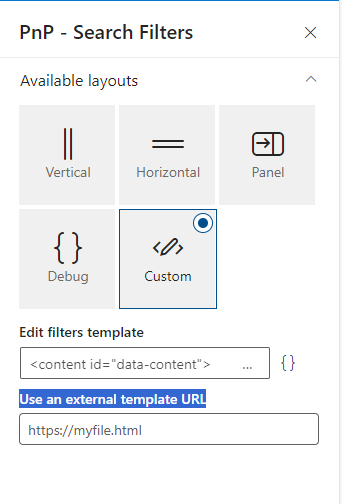 PnP - Search Filters
Available layouts
Vertical
Horizontal
Panel
{ }
Debug
Custom
Edit filters template
<content id="data-content"> ... { }
Use an external template URL
https://myfile.html